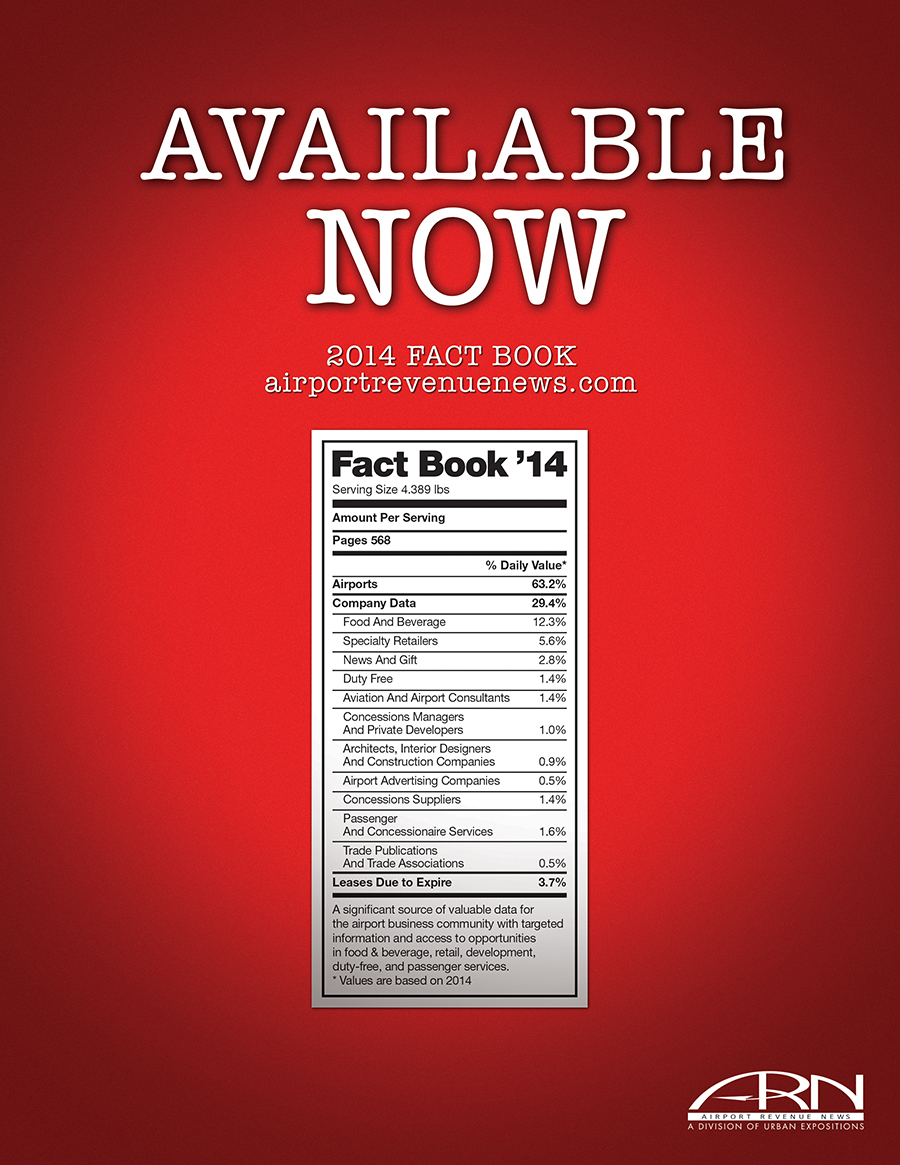 AVAILABLE
NOW
2014 FACT BOOK
airportrevenuenews.com
Fact Book ’14
Serving Size 4.389 lbs
Amount Per Serving
Pages 568
% Daily Value*
Airports 63.2%
Company Data 29.4%
Food And Beverage 12.3%
Specialty Retailers 5.6%
News And Gift 2.8%
Duty Free 1.4%
Aviation And Airport Consultants 1.4%
Concessions Managers
And Private Developers 1.0%
Architects, Interior Designers
And Construction Companies 0.9%
Airport Advertising Companies 0.5%
Concessions Suppliers 1.4%
Passenger
And Concessionaire Services 1.6%
Trade Publications
And Trade Associations 0.5%
Leases Due to Expire 3.7%
A significant source of valuable data for
the airport business community with targeted
information and access to opportunities
in food & beverage, retail, development,
duty-free, and passenger services.
* Values are based on 2014
ARN
AIRPORT REVENUE NEWS
A DIVISION OF URBAN EXPOSITIONS